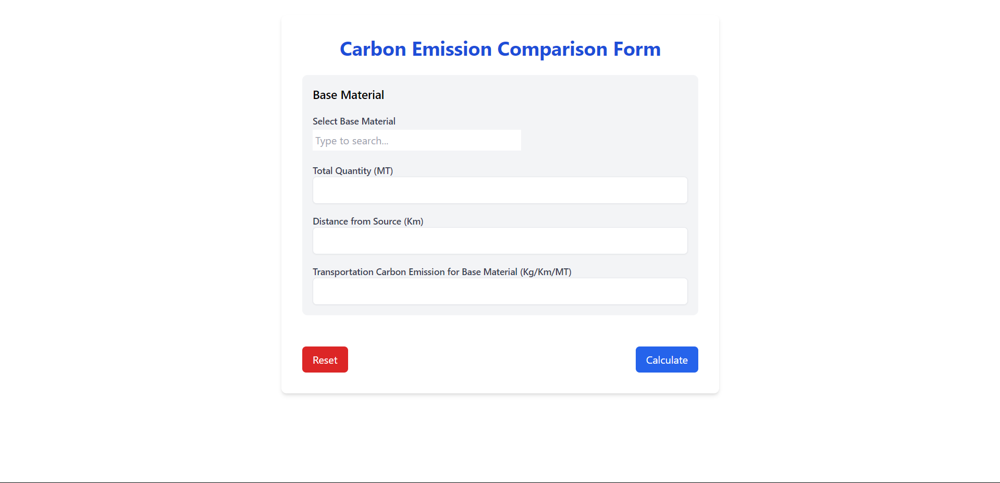 Carbon Emission Comparison Form
Base Material
Select Base Material
Type to search...
Total Quantity (MT)
Distance from Source (Km)
Transportation Carbon Emission for Base Material (Kg/Km/MT)
Reset
Calculate